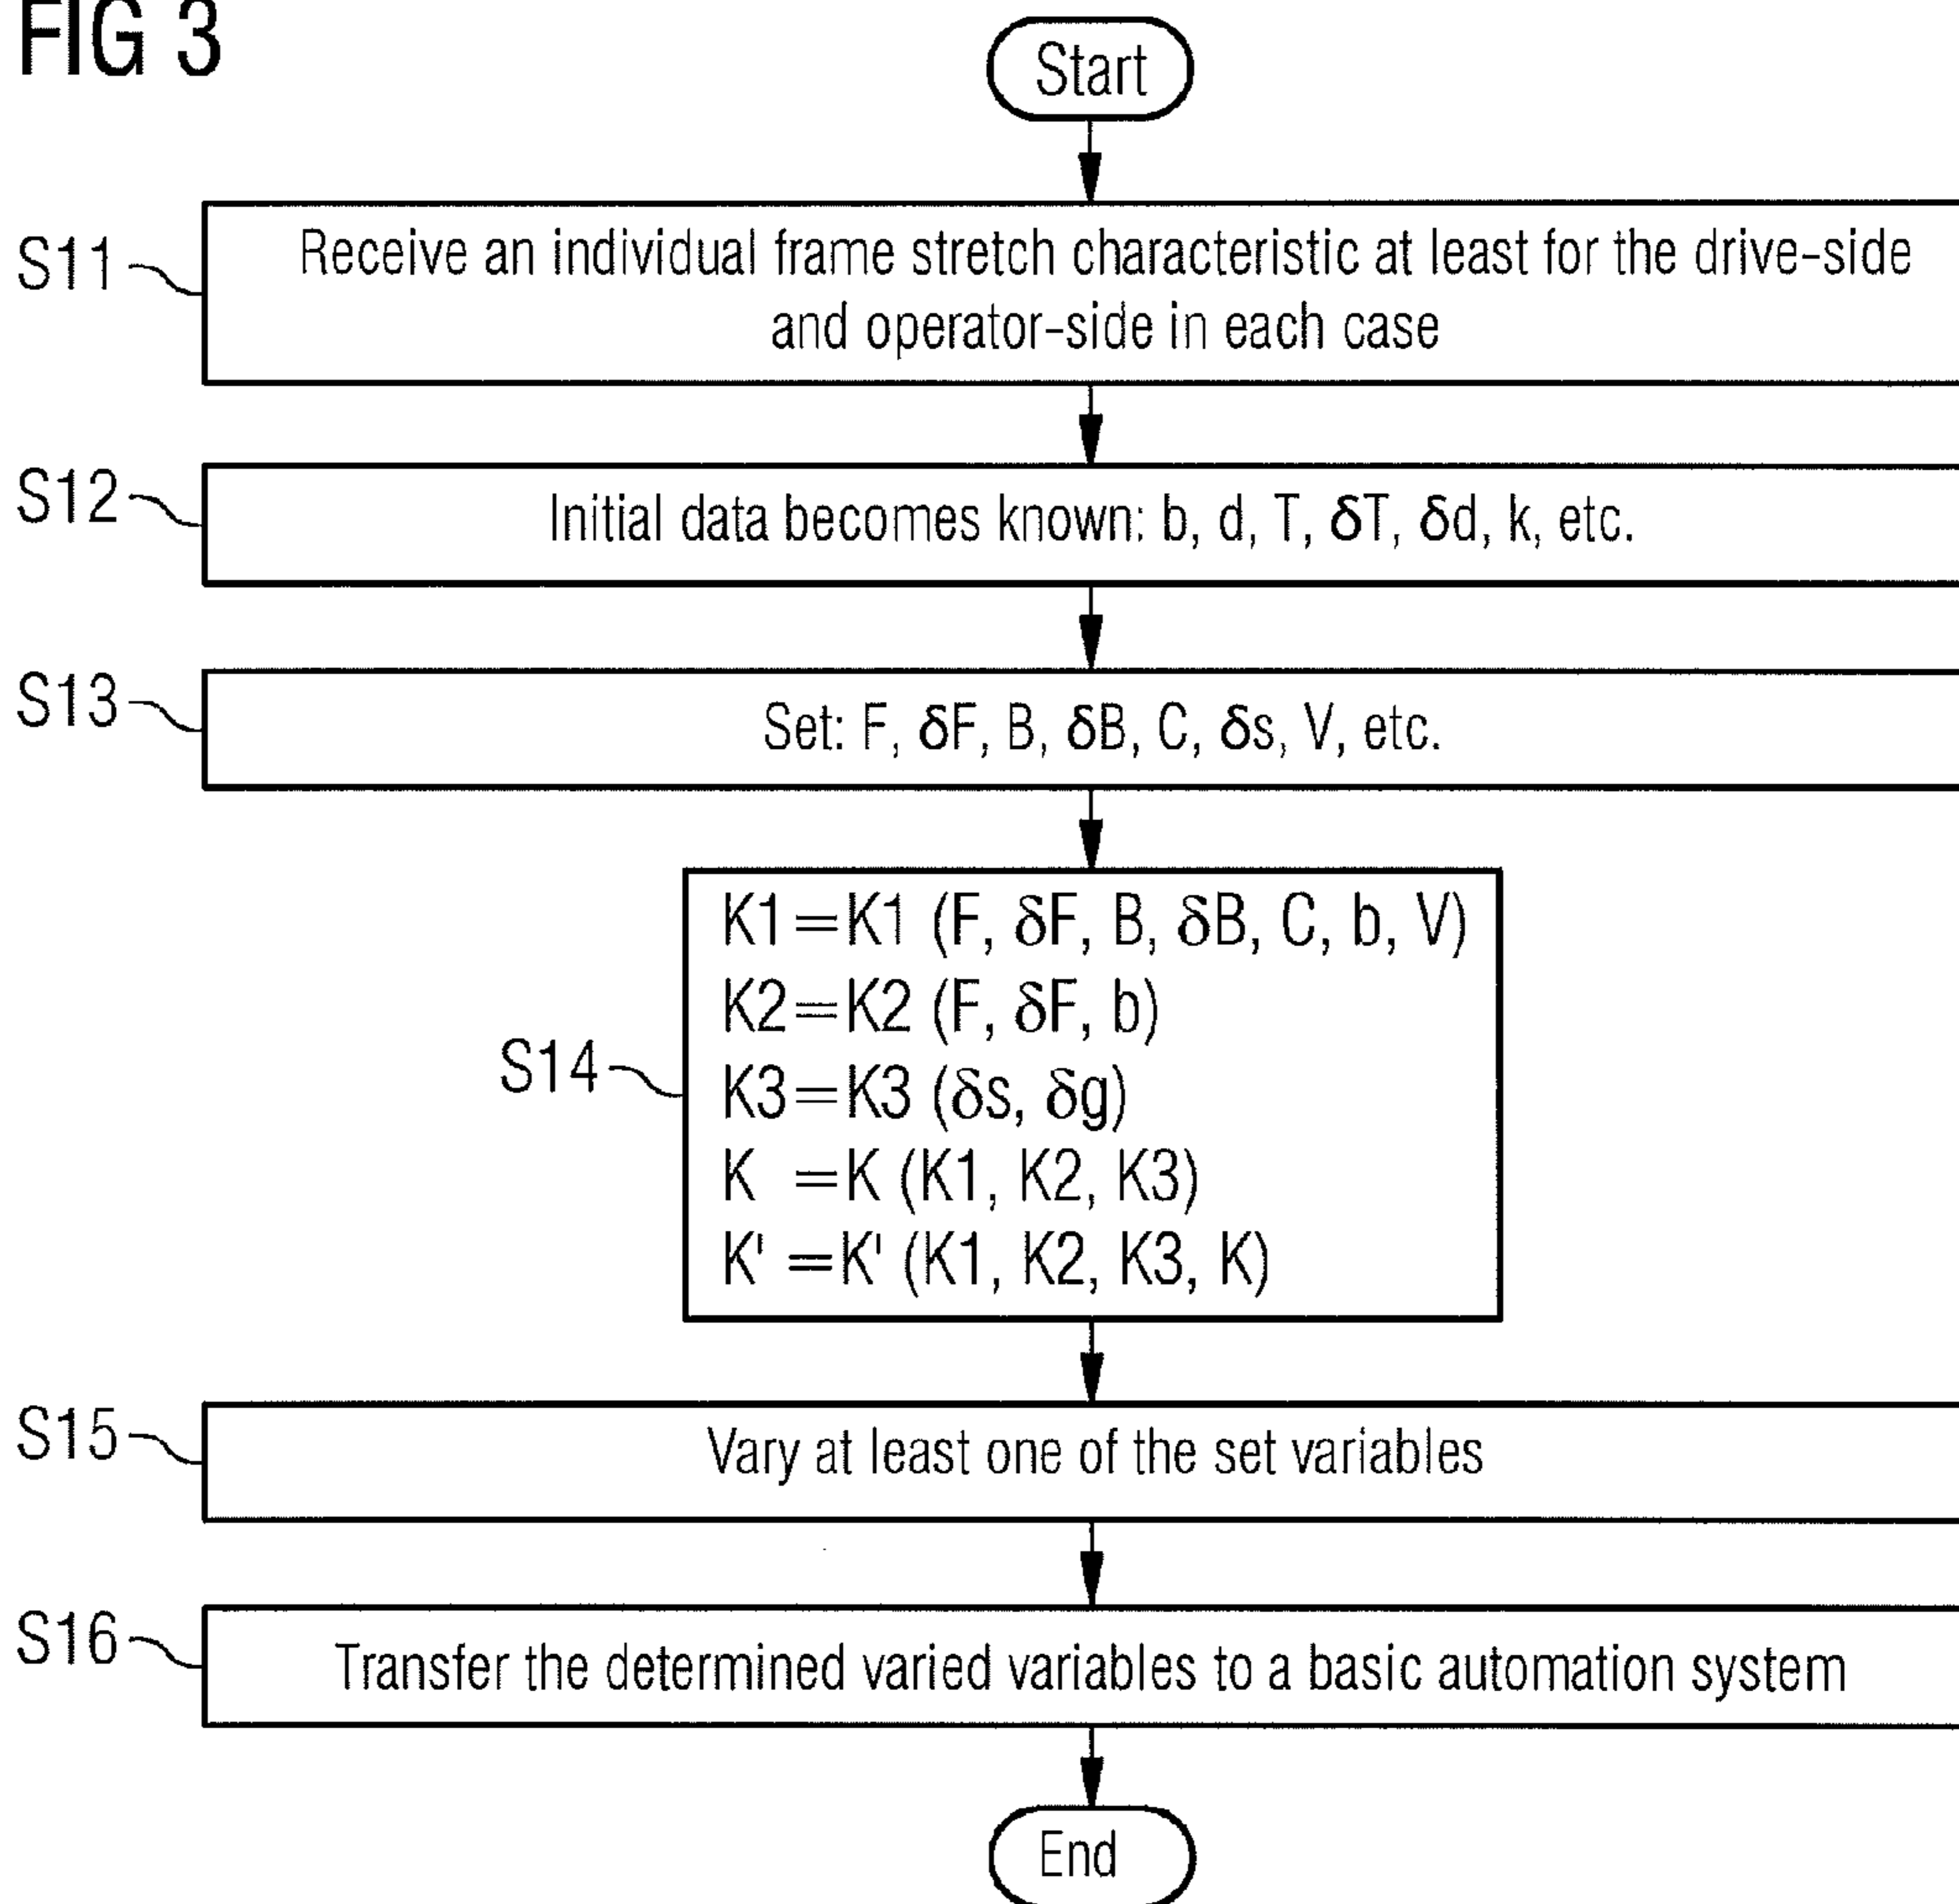 FIG 3
Start
S11
Receive an individual frame stretch characteristic at least for the drive-side
and operator-side in each case
S12
Initial data becomes known: b, d, T, δT, δd, k, etc.
S13
Set: F, δF, B, δB, C, δs, V, etc.
K1=K1 (F, δF, B, δB, C, b, V)
K2=K2 (F, δF, b)
S14
K3=K3 (δs, δg)
K =K (K1, K2, K3)
K' =K' (K1, K2, K3, K)
S15
Vary at least one of the set variables
S16
Transfer the determined varied variables to a basic automation system
End